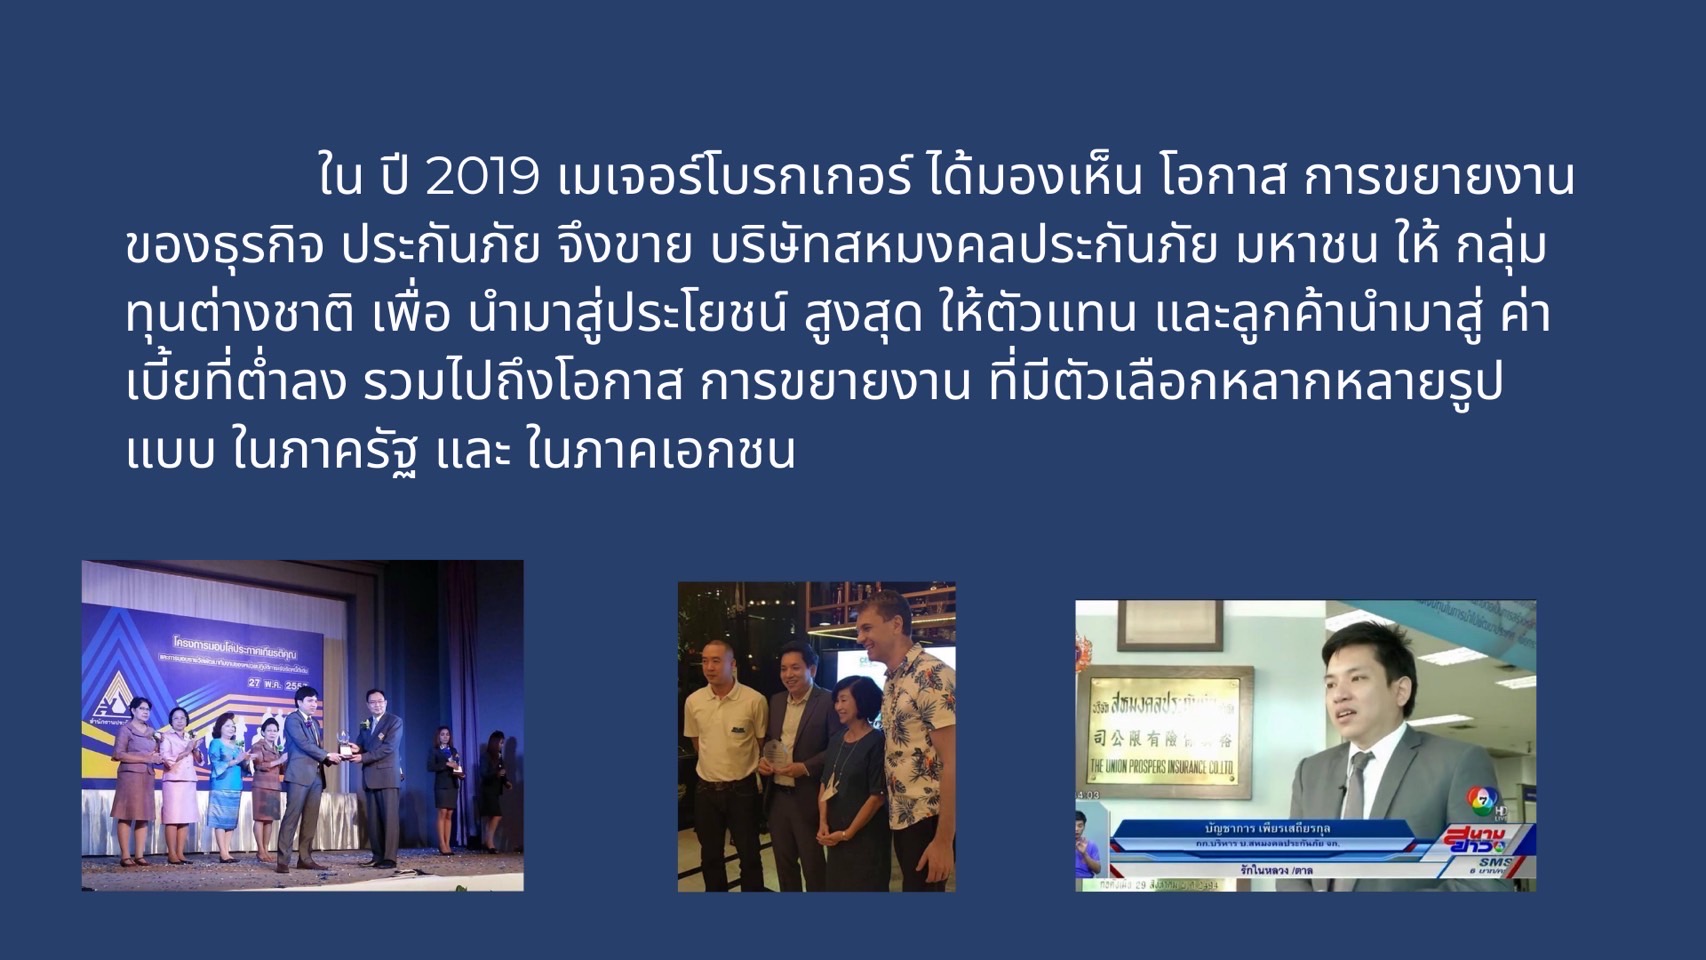 ใน ปี 2019 เมเจอร์โบรกเกอร์ ได้มองเห็น โอกาส การขยายงาน
ของธุรกิจ ประกันภัย จึงขาย บริษัทสหมงคลประกันภัย มหาชน ให้ กลุ่ม
ทุนต่างชาติ เพื่อ นำมาสู่ประโยชน์ สูงสุด ให้ตัวแทน และลูกค้านำมาสู่ ค่า
เบี้ยที่ต่ำลง รวมไปถึงโอกาส การขยายงาน ที่มีตัวเลือกหลากหลายรูป
แบบ ในภาครัฐ และ ในภาคเอกชน
โครงการมอบโล่ประกาศเกียรติคุณ
27 พ.ค. 2557
บริษัท สหมงคลประกันภัย จำกัด
司公限有險
THE UNION PROSPERS INSURANCE CO.LTD.
4:03
7
HD
บัญชาการ เพียรเสถียรกุล
กก.บริหาร บ.สหมงคลประกันภัย จก.
รักในหลวง /ตาล
สนาม
ข่าว
SMS